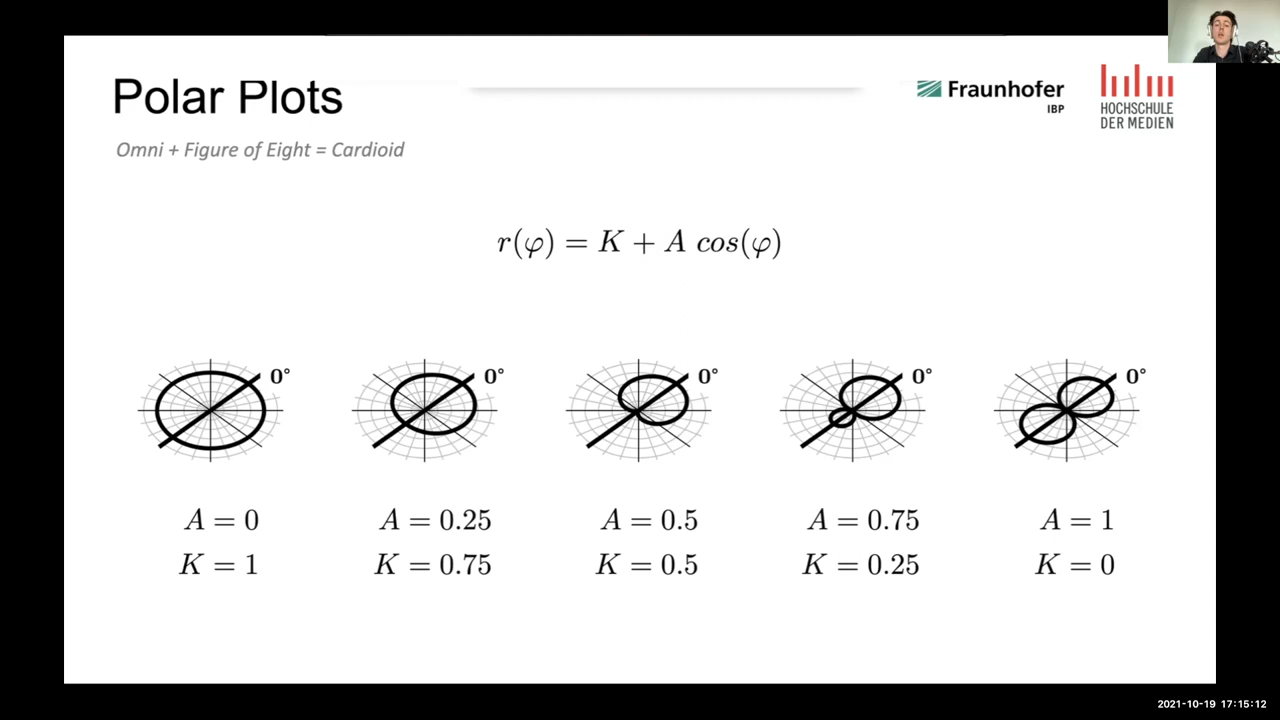 Polar Plots
Fraunhofer
IBP
HOCHSCHULE
DER MEDIEN
Omni + Figure of Eight = Cardioid
r(φ) = K + A cos(φ)
0° 0° 0° 0° 0°
A = 0 A = 0.25 A = 0.5 A = 0.75 A = 1
K = 1 K = 0.75 K = 0.5 K = 0.25 K = 0
2021-10-19 17:15:12